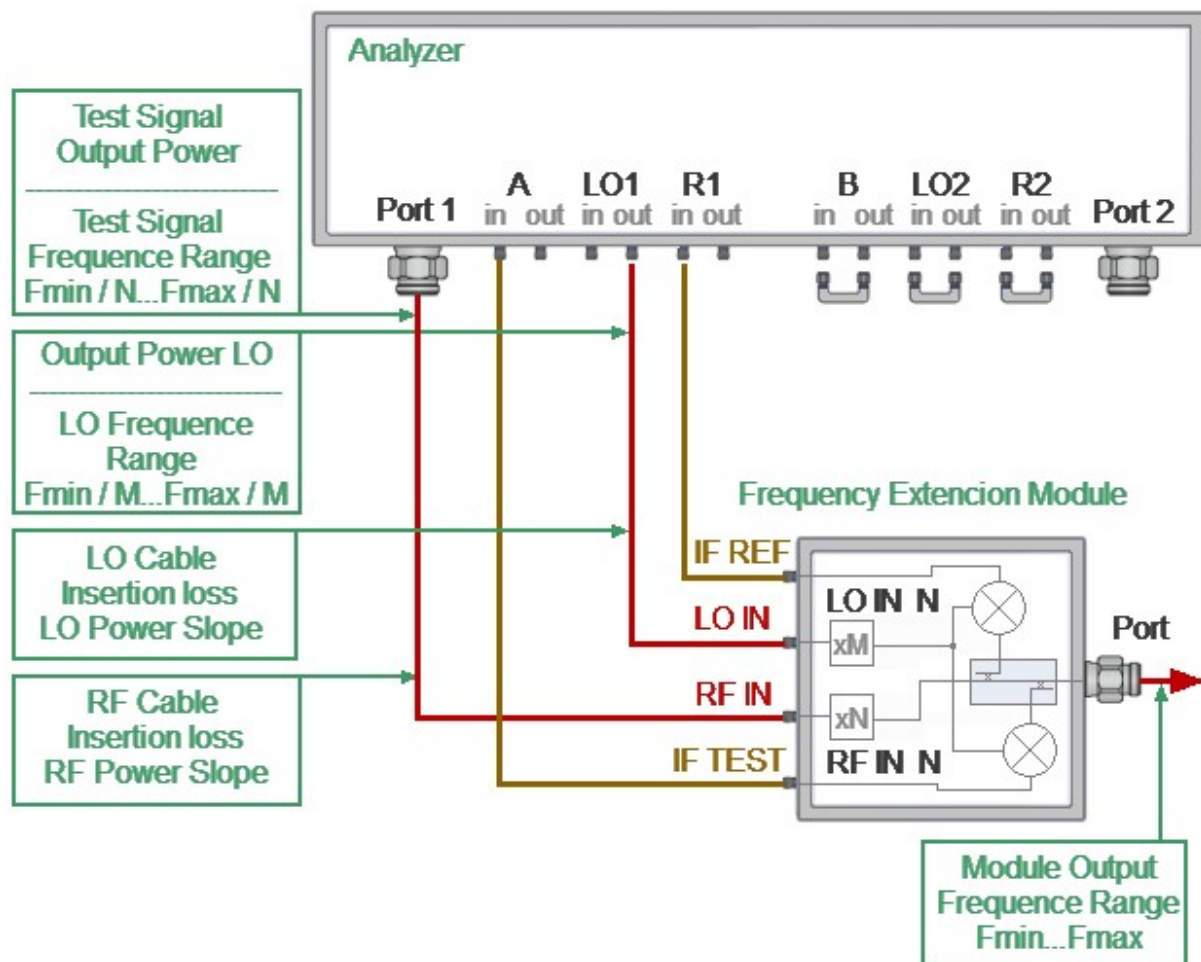 Analyzer
Test Signal
Output Power
Test Signal
Frequence Range
Fmin / N...Fmax / N
Output Power LO
LO Frequence
Range
Fmin / M...Fmax / M
LO Cable
Insertion loss
LO Power Slope
RF Cable
Insertion loss
RF Power Slope
Port 1
A
in out
LO1
in out
R1
in out
B
in out
LO2
in out
R2
in out
Port 2
Frequency Extencion Module
IF REF
LO IN
RF IN
IF TEST
LO IN N
xM
xN
RF IN N
Port
Module Output
Frequence Range
Fmin...Fmax